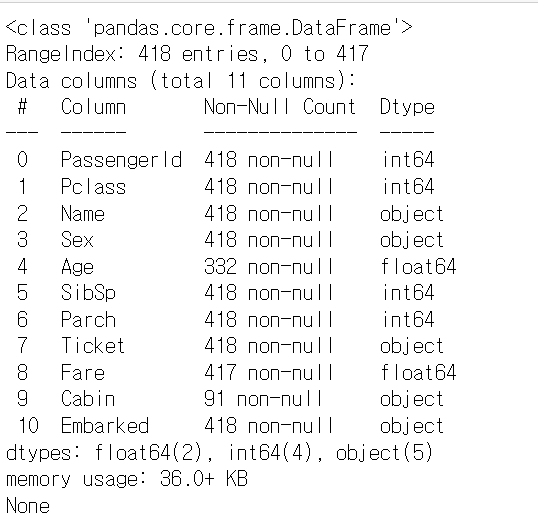 <class 'pandas.core.frame.DataFrame'>
RangeIndex: 418 entries, 0 to 417
Data columns (total 11 columns):
 #   Column       Non-Null Count  Dtype
---  ------       --------------  -----
 0   PassengerId  418 non-null    int64
 1   Pclass       418 non-null    int64
 2   Name         418 non-null    object
 3   Sex          418 non-null    object
 4   Age          332 non-null    float64
 5   SibSp        418 non-null    int64
 6   Parch        418 non-null    int64
 7   Ticket       418 non-null    object
 8   Fare         417 non-null    float64
 9   Cabin        91 non-null     object
 10  Embarked     418 non-null    object
dtypes: float64(2), int64(4), object(5)
memory usage: 36.0+ KB
None